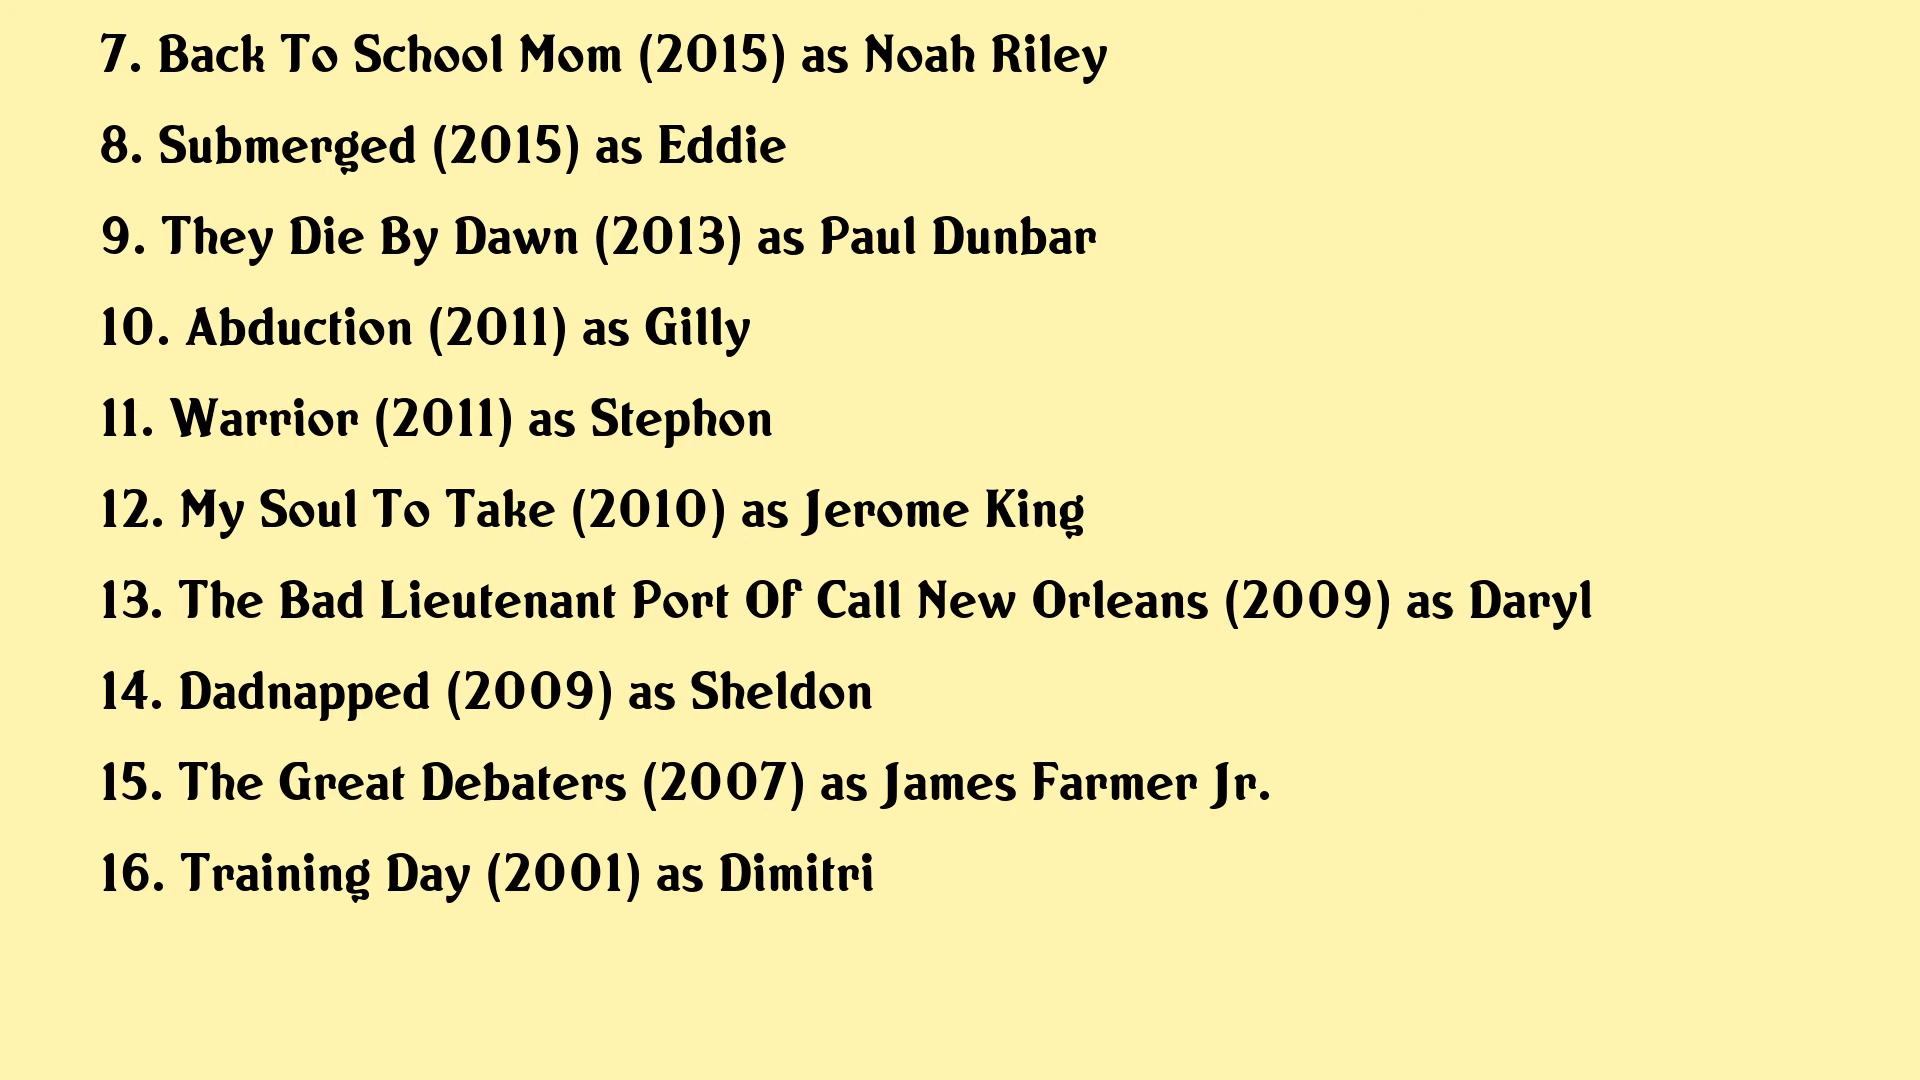 7. Back To School Mom (2015) as Noah Riley
8. Submerged (2015) as Eddie
9. They Die By Dawn (2013) as Paul Dunbar
10. Abduction (2011) as Gilly
11. Warrior (2011) as Stephon
12. My Soul To Take (2010) as Jerome King
13. The Bad Lieutenant Port Of Call New Orleans (2009) as Daryl
14. Dadnapped (2009) as Sheldon
15. The Great Debaters (2007) as James Farmer Jr.
16. Training Day (2001) as Dimitri